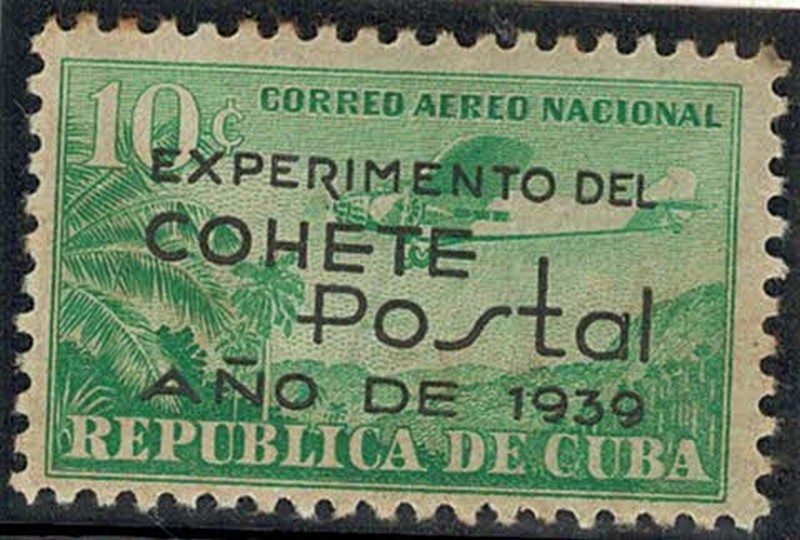 10¢ CORREO AEREO NACIONAL
EXPERIMENTO DEL
COHETE
Postal
AÑO DE 1939
REPUBLICA DE CUBA